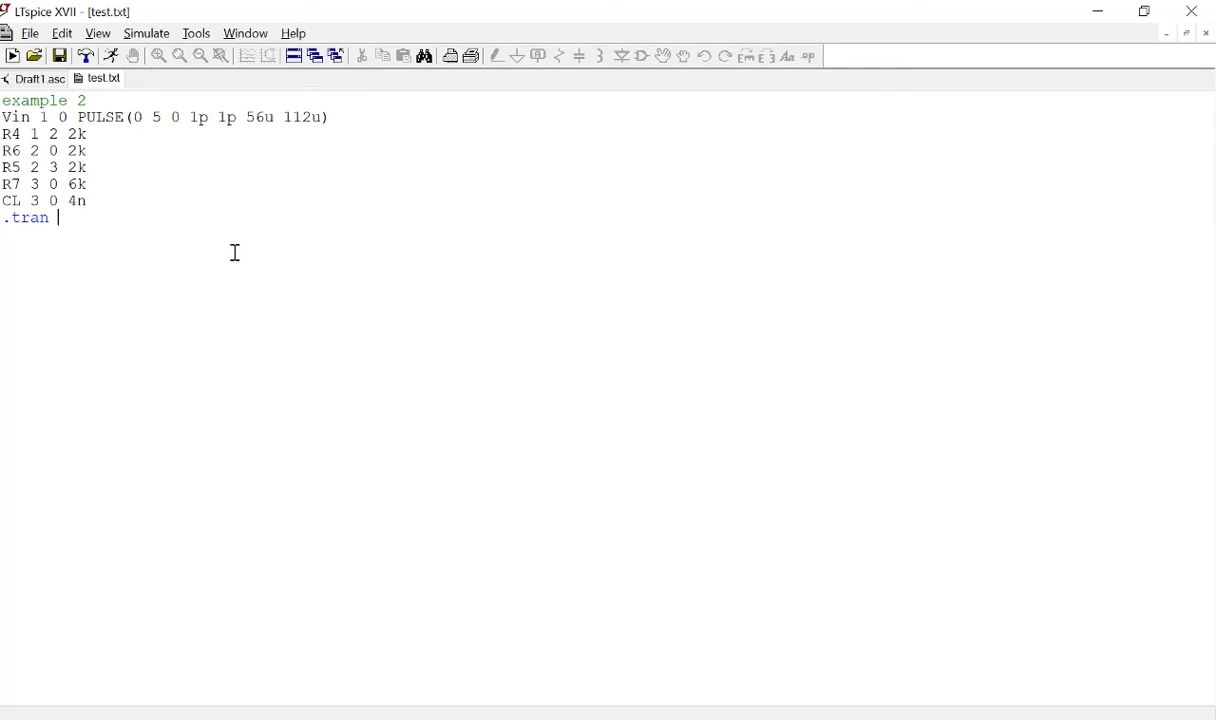 LTspice XVII - [test.txt]
File Edit View Simulate Tools Window Help
Draft1.asc test.txt
example 2
Vin 1 0 PULSE(0 5 0 1p 1p 56u 112u)
R4 1 2 2k
R6 2 0 2k
R5 2 3 2k
R7 3 0 6k
CL 3 0 4n
.tran